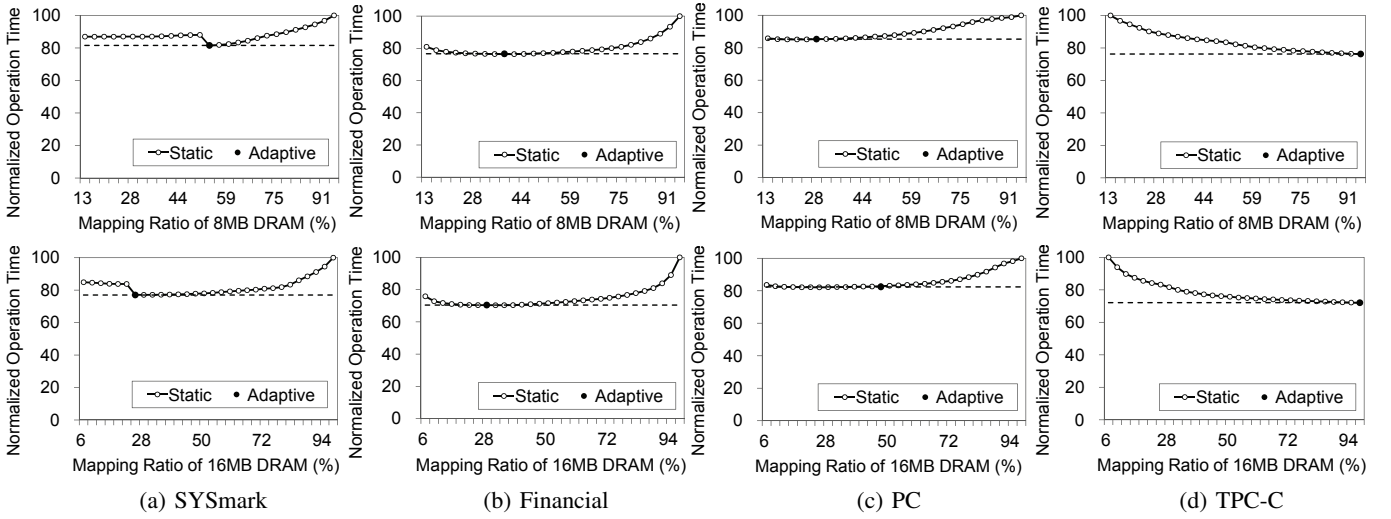 Normalized Operation Time
100
80
60
40
20
0
Static Adaptive
13 28 44 59 75 91
Mapping Ratio of 8MB DRAM (%)
Normalized Operation Time
100
80
60
40
20
0
Static Adaptive
13 28 44 59 75 91
Mapping Ratio of 8MB DRAM (%)
Normalized Operation Time
100
80
60
40
20
0
Static Adaptive
13 28 44 59 75 91
Mapping Ratio of 8MB DRAM (%)
Normalized Operation Time
100
80
60
40
20
0
Static Adaptive
13 28 44 59 75 91
Mapping Ratio of 8MB DRAM (%)
Normalized Operation Time
100
80
60
40
20
0
Static Adaptive
6 28 50 72 94
Mapping Ratio of 16MB DRAM (%)
(a) SYSmark
Normalized Operation Time
100
80
60
40
20
0
Static Adaptive
6 28 50 72 94
Mapping Ratio of 16MB DRAM (%)
(b) Financial
Normalized Operation Time
100
80
60
40
20
0
Static Adaptive
6 28 50 72 94
Mapping Ratio of 16MB DRAM (%)
(c) PC
Normalized Operation Time
100
80
60
40
20
0
Static Adaptive
6 28 50 72 94
Mapping Ratio of 16MB DRAM (%)
(d) TPC-C